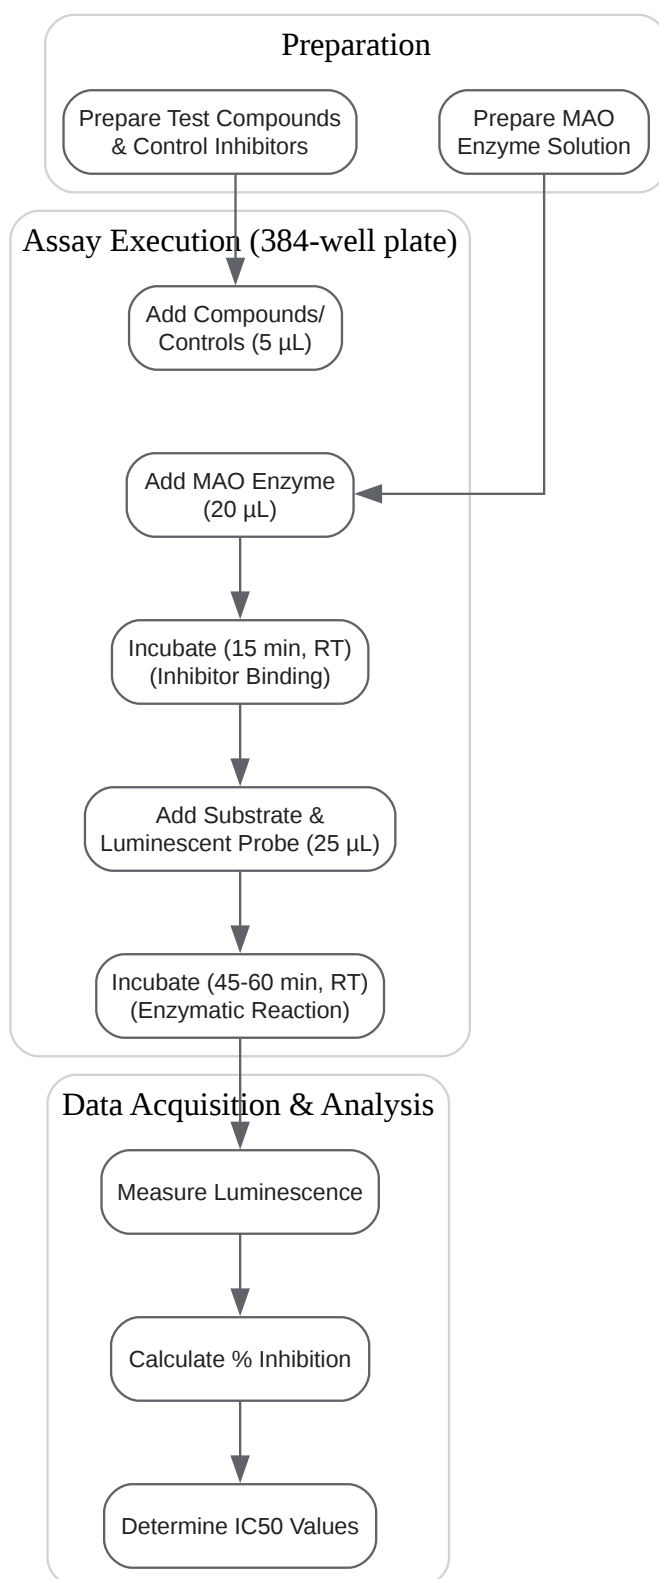 Preparation
Prepare Test Compounds
& Control Inhibitors
Prepare MAO
Enzyme Solution
Assay Execution (384-well plate)
Add Compounds/
Controls (5 µL)
Add MAO Enzyme
(20 µL)
Incubate (15 min, RT)
(Inhibitor Binding)
Add Substrate &
Luminescent Probe (25 µL)
Incubate (45-60 min, RT)
(Enzymatic Reaction)
Data Acquisition & Analysis
Measure Luminescence
Calculate % Inhibition
Determine IC50 Values